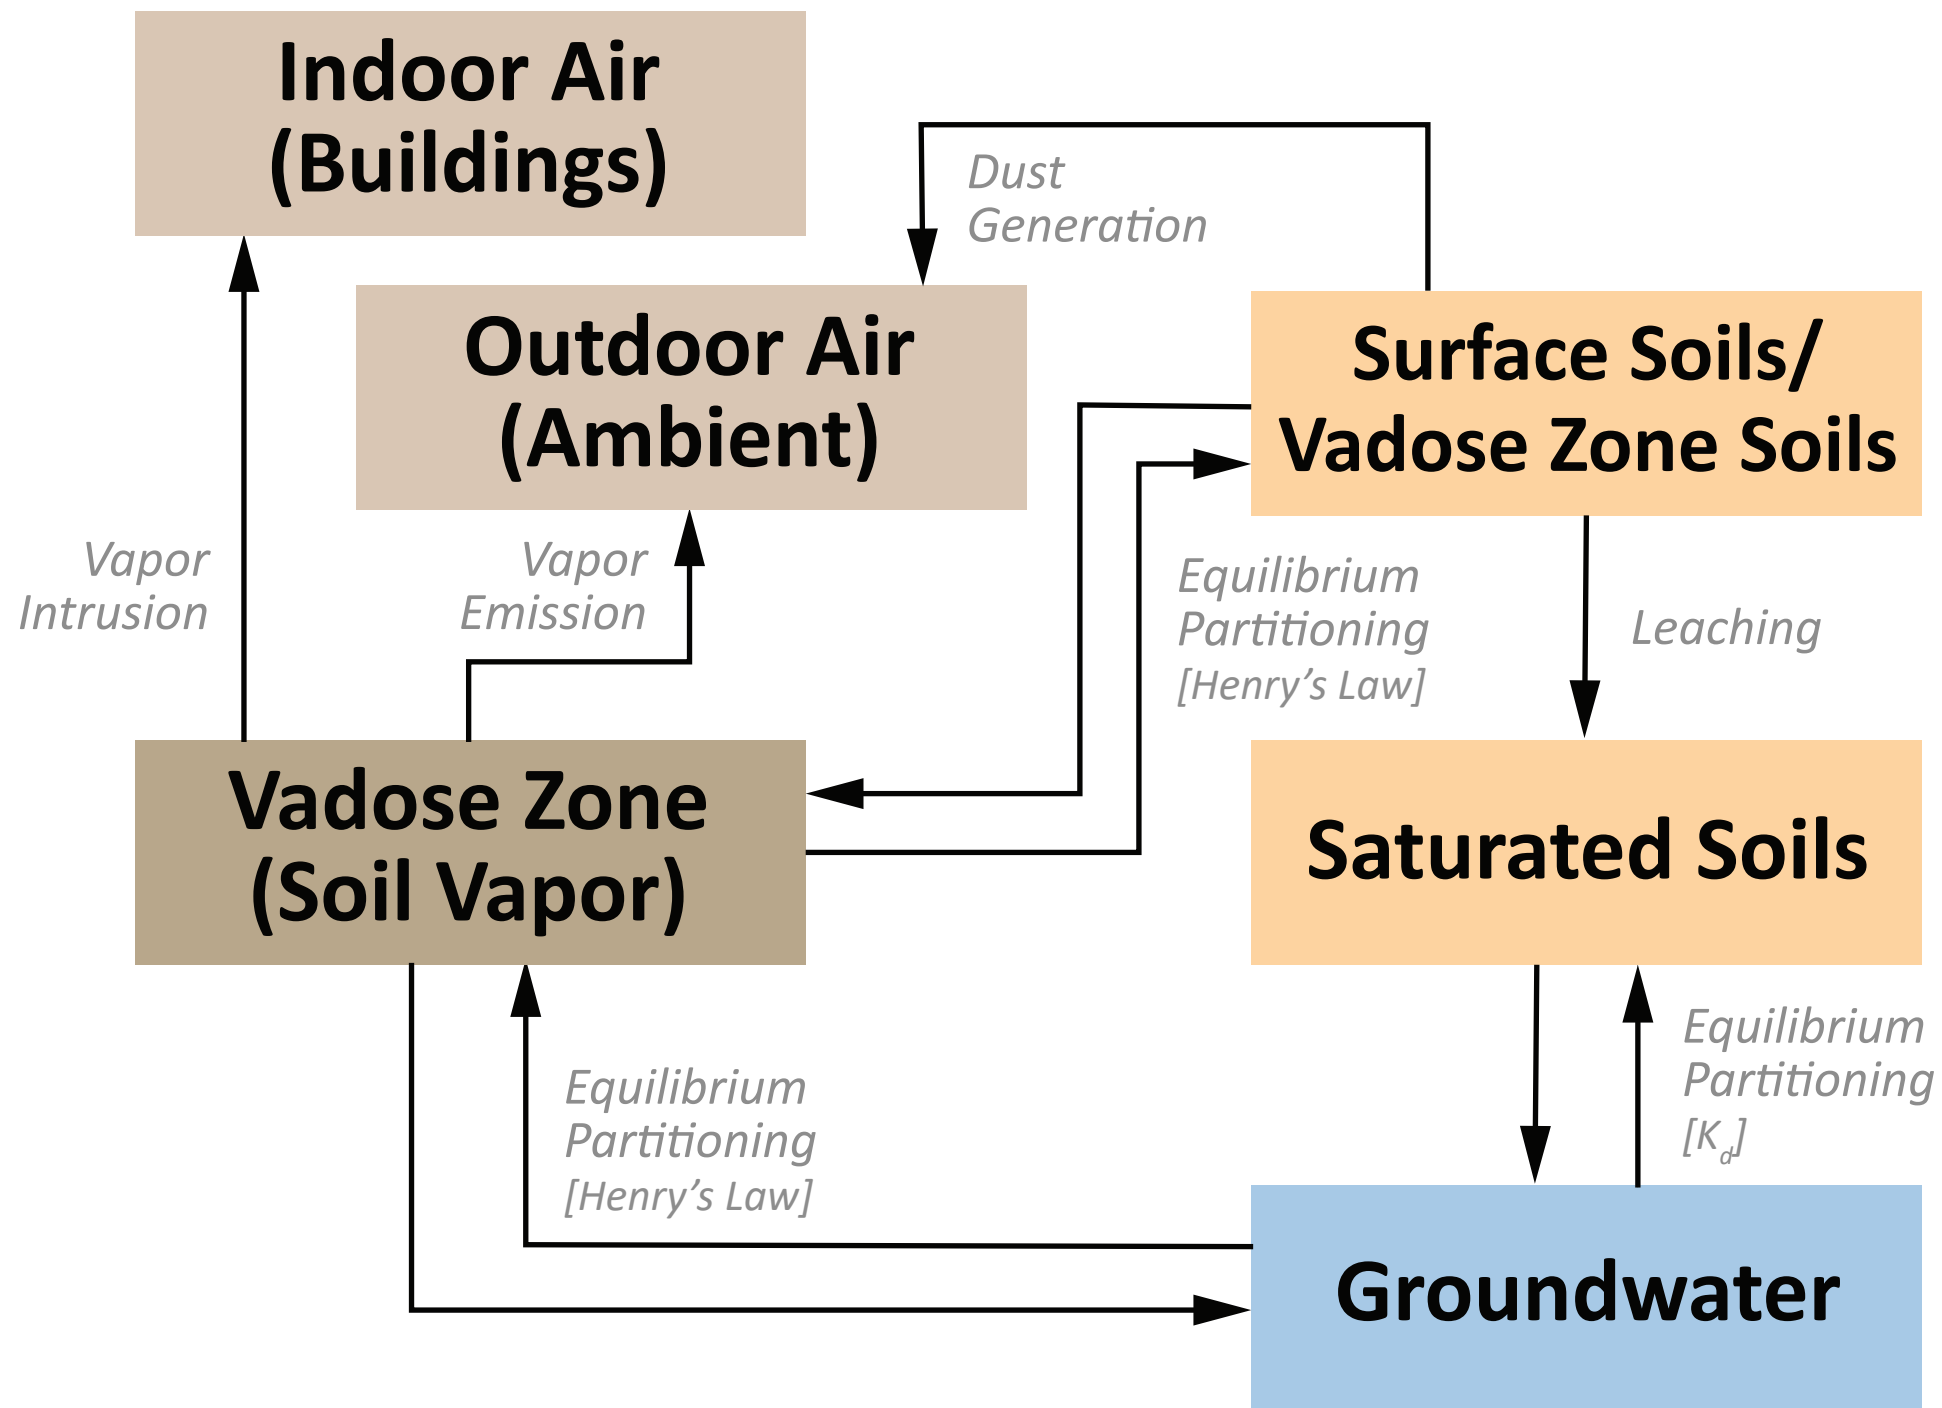 Indoor Air
(Buildings)
Dust
Generation
Outdoor Air
(Ambient)
Surface Soils/
Vadose Zone Soils
Vapor
Intrusion
Vapor
Emission
Equilibrium
Partitioning
[Henry’s Law]
Leaching
Vadose Zone
(Soil Vapor)
Saturated Soils
Equilibrium
Partitioning
[Kd]
Equilibrium
Partitioning
[Henry’s Law]
Groundwater